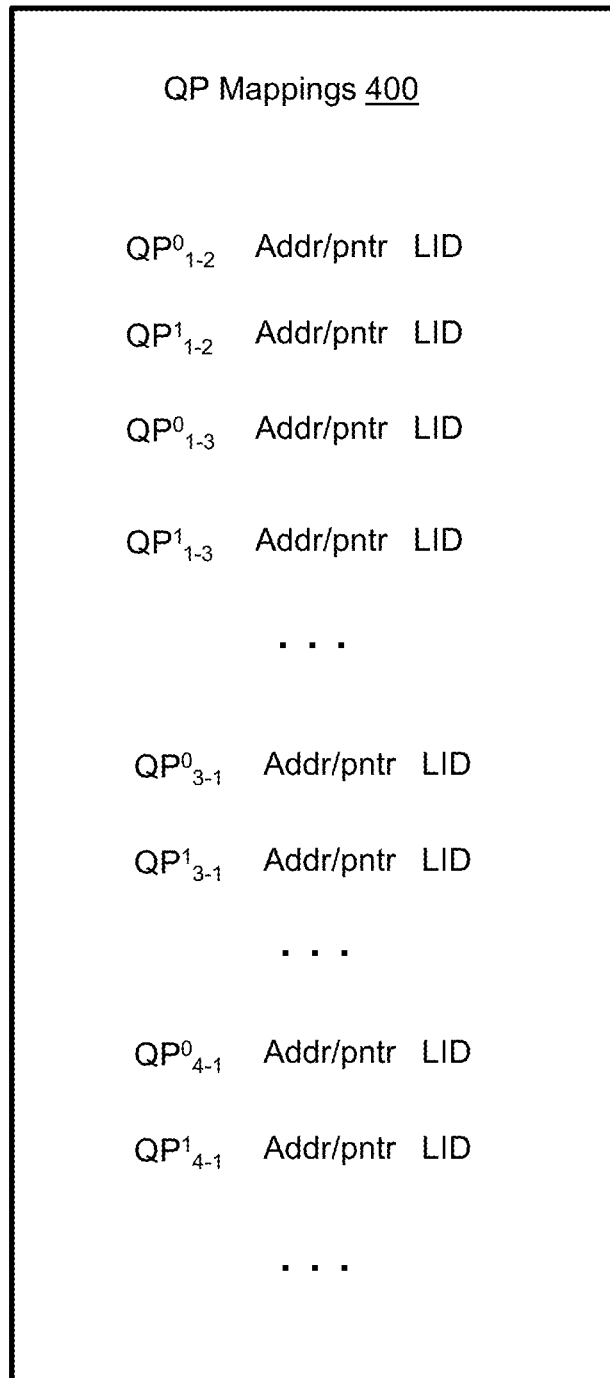 QP Mappings 400
QP⁰₁₋₂ Addr/pntr LID
QP¹₁₋₂ Addr/pntr LID
QP⁰₁₋₃ Addr/pntr LID
QP¹₁₋₃ Addr/pntr LID
. . .
QP⁰₃₋₁ Addr/pntr LID
QP¹₃₋₁ Addr/pntr LID
. . .
QP⁰₄₋₁ Addr/pntr LID
QP¹₄₋₁ Addr/pntr LID
. . .